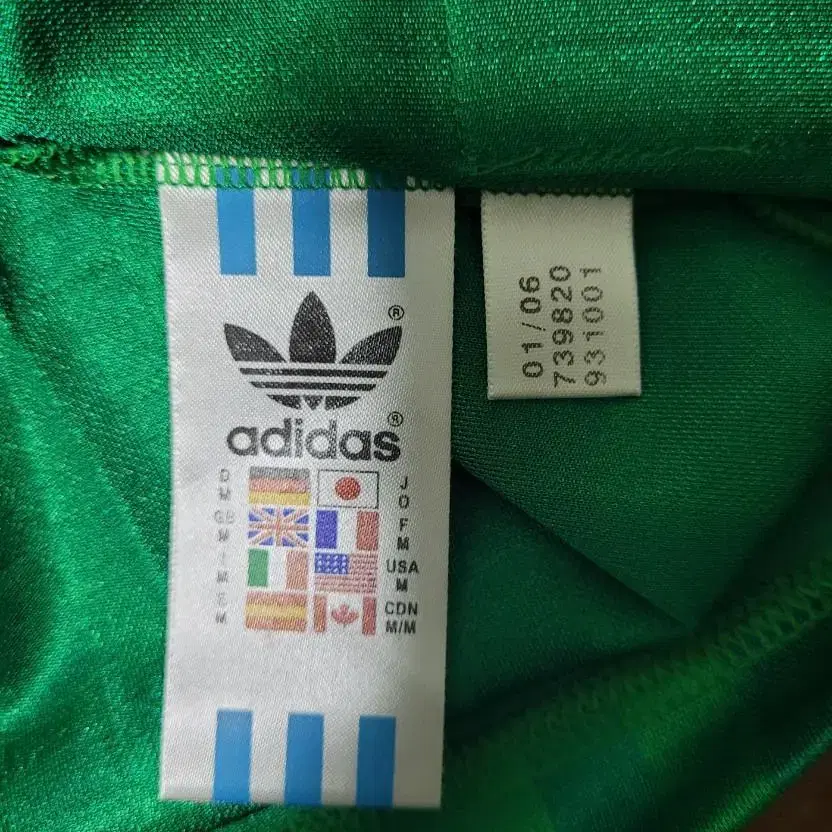 ®
adidas®
D
M
GB
M
I
M
E
M
J
O
F
M
USA
M
CDN
M/M
01/06
739820
931001